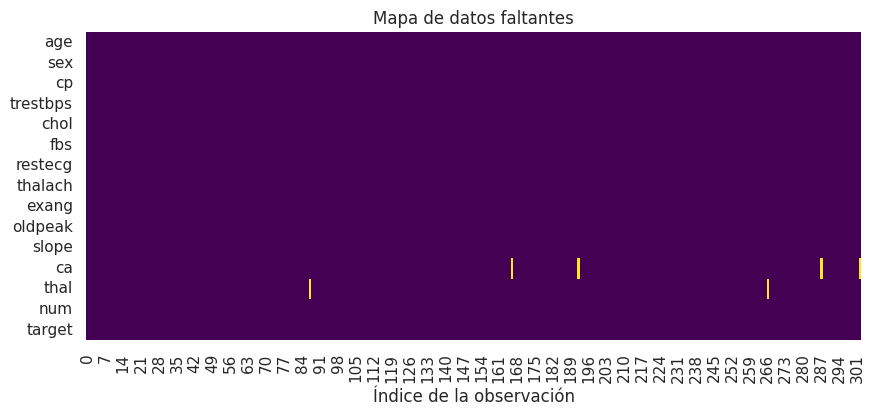 Mapa de datos faltantes
age
sex
cp
trestbps
chol
fbs
restecg
thalach
exang
oldpeak
slope
ca
thal
num
target
0 7 14 21 28 35 42 49 56 63 70 77 84 91 98 105 112 119 126 133 140 147 154 161 168 175 182 189 196 203 210 217 224 231 238 245 252 259 266 273 280 287 294 301
Índice de la observación